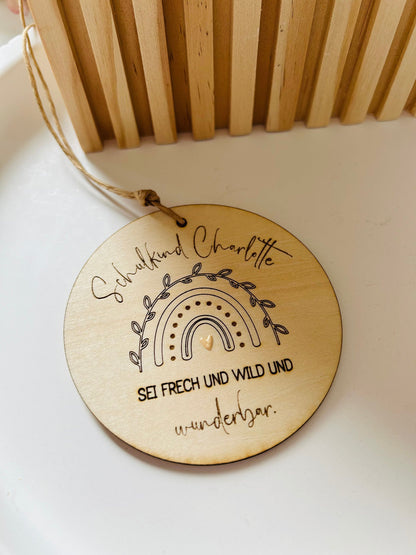 Schulkind Charlotte
SEI FRECH UND WILD UND
wunderbar.